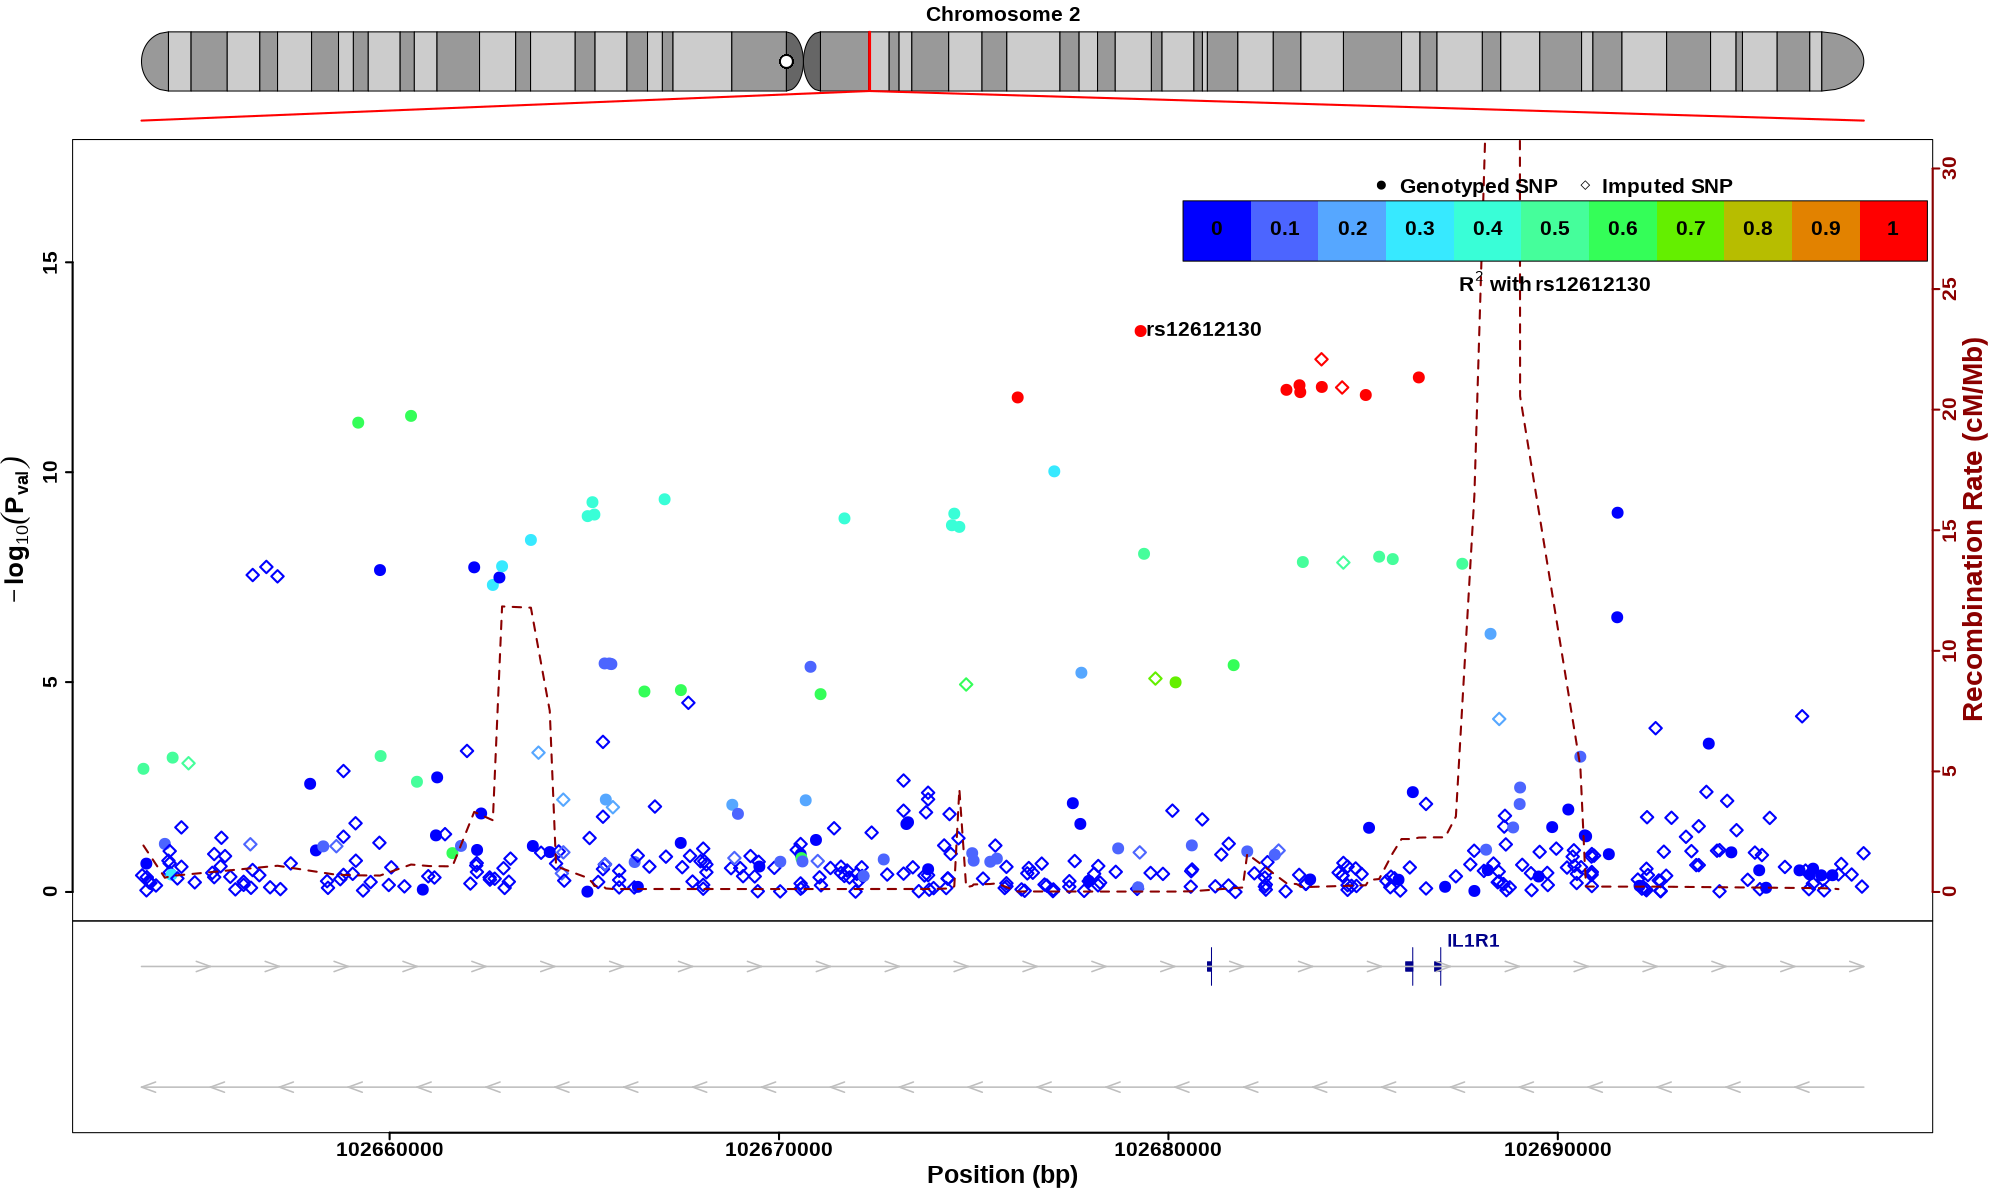 Chromosome 2
Genotyped SNP
Imputed SNP
0 0.1 0.2 0.3 0.4 0.5 0.6 0.7 0.8 0.9 1
R² with rs12612130
rs12612130
−log₁₀(Pval)
0
5
10
15
Recombination Rate (cM/Mb)
0
5
10
15
20
25
30
IL1R1
102660000 102670000 102680000 102690000
Position (bp)